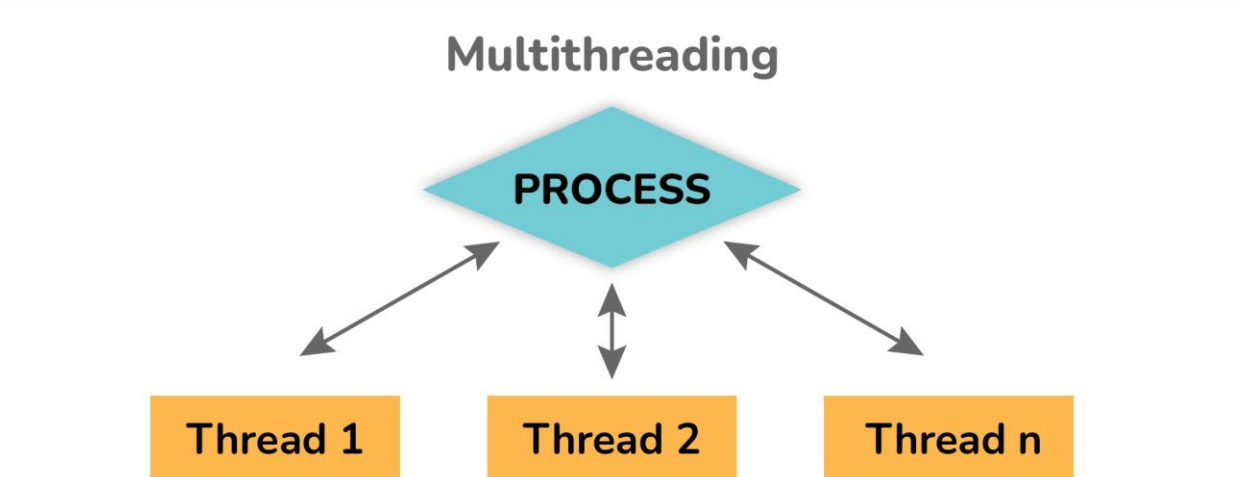 Multithreading
PROCESS
Thread 1
Thread 2
Thread n